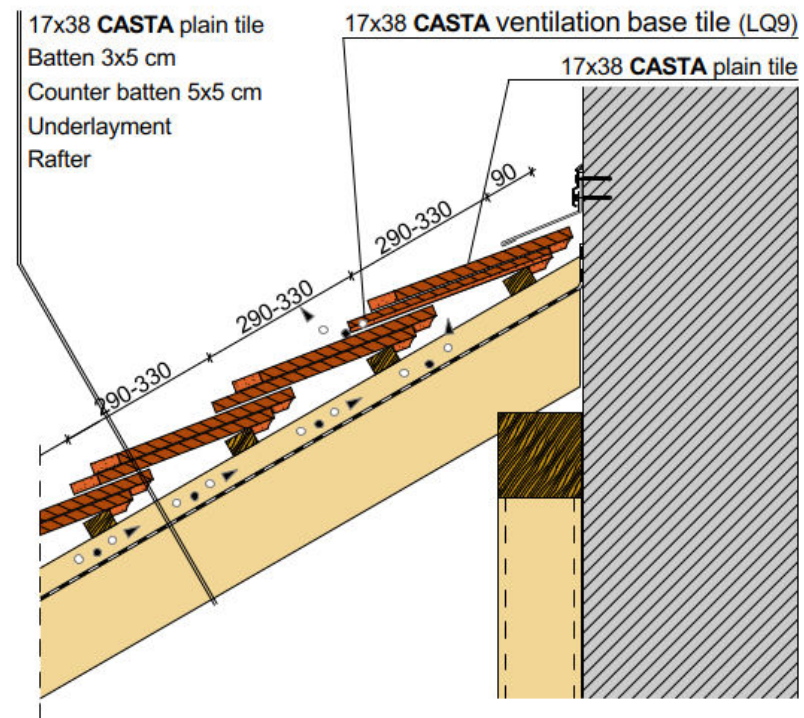 17x38 CASTA plain tile
Batten 3x5 cm
Counter batten 5x5 cm
Underlayment
Rafter
17x38 CASTA ventilation base tile (LQ9)
17x38 CASTA plain tile
90
290-330
290-330
290-330